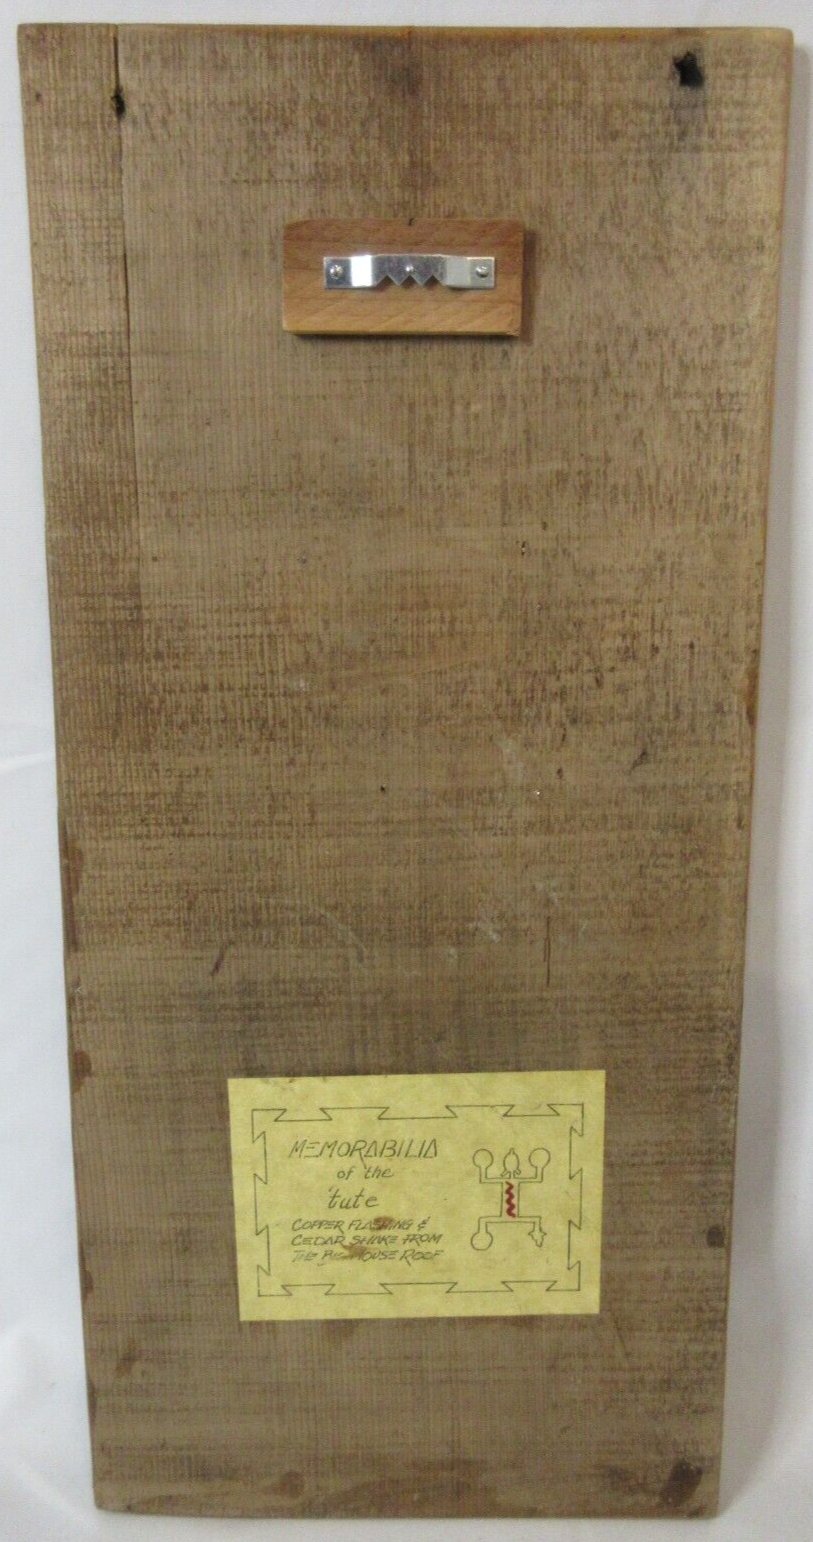 MEMORABILIA
of the
'tute
COPPER FLASHING &
CEDAR SHAKE FROM
THE BIG HOUSE ROOF